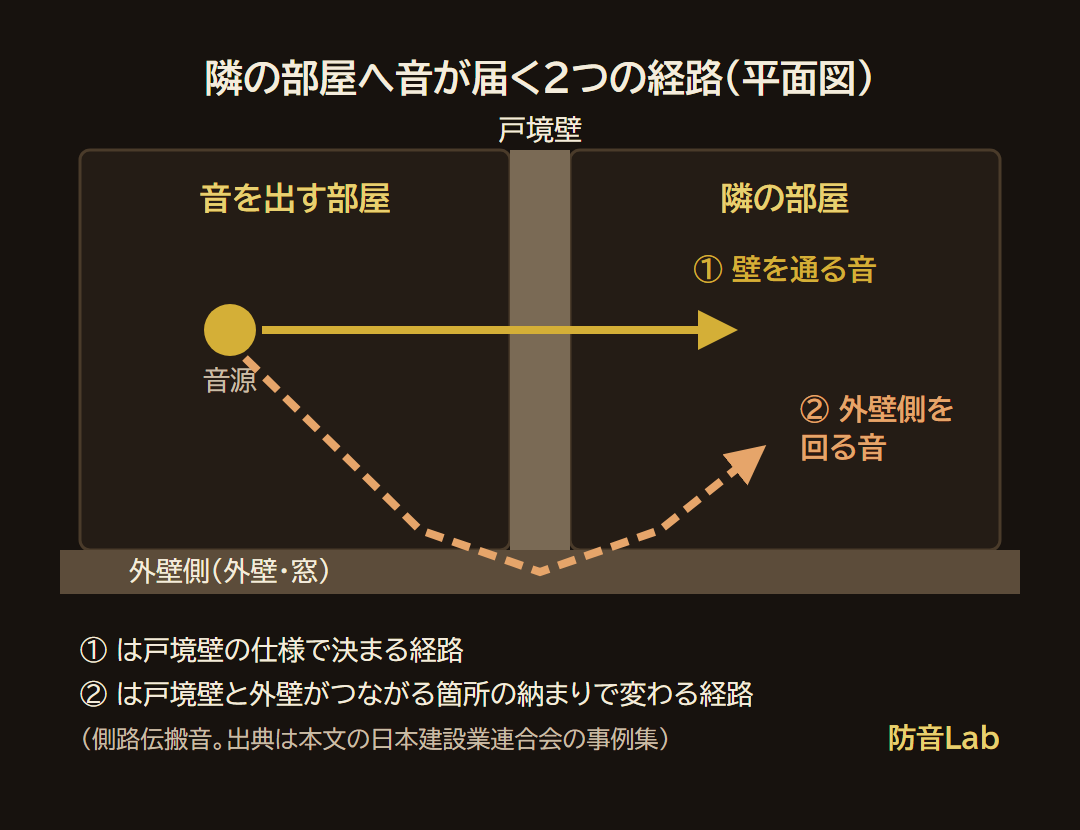 隣の部屋へ音が届く2つの経路（平面図）
戸境壁
音を出す部屋
隣の部屋
① 壁を通る音
音源
② 外壁側を
回る音
外壁側（外壁・窓）
① は戸境壁の仕様で決まる経路
② は戸境壁と外壁がつながる箇所の納まりで変わる経路
（側路伝搬音。出典は本文の日本建設業連合会の事例集）
防音Lab